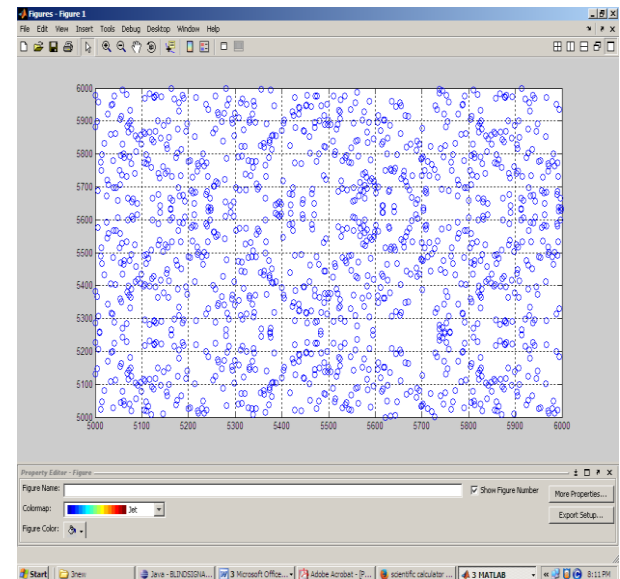 Figures - Figure 1
File Edit View Insert Tools Debug Desktop Window Help
6000
5900
5800
5700
5600
5500
5400
5300
5200
5100
5000
5000 5100 5200 5300 5400 5500 5600 5700 5800 5900 6000
Property Editor - Figure
Figure Name: Show Figure Number More Properties...
Colormap: Jet Export Setup...
Figure Color:
Start 3new Java - BLINDSIGNA... 3 Microsoft Office... Adobe Acrobat - [P... scientific calculator ... 3 MATLAB « 8:11 PM